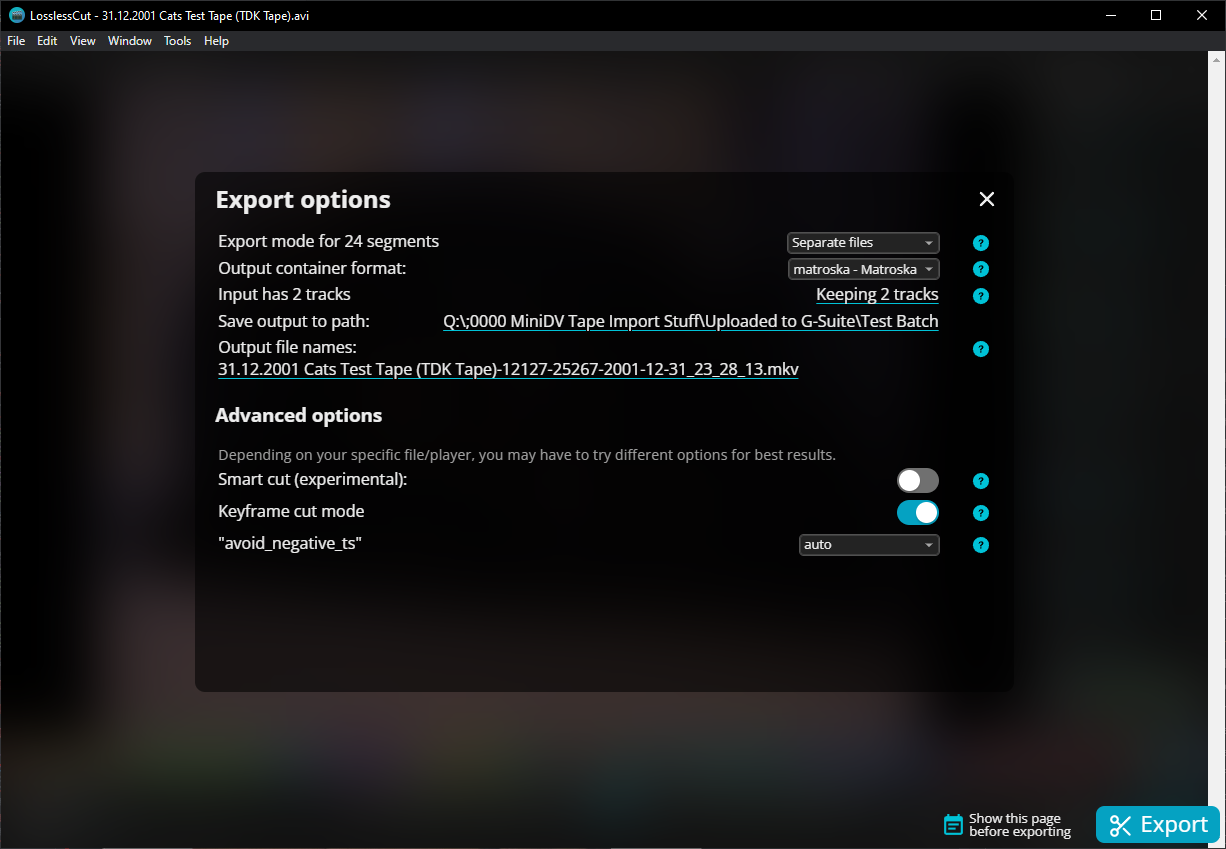 LosslessCut - 31.12.2001 Cats Test Tape (TDK Tape).avi
File Edit View Window Tools Help
Export options
Export mode for 24 segments Separate files ?
Output container format: matroska - Matroska ?
Input has 2 tracks Keeping 2 tracks ?
Save output to path: Q:\;0000 MiniDV Tape Import Stuff\Uploaded to G-Suite\Test Batch
Output file names: ?
31.12.2001 Cats Test Tape (TDK Tape)-12127-25267-2001-12-31_23_28_13.mkv
Advanced options
Depending on your specific file/player, you may have to try different options for best results.
Smart cut (experimental): ?
Keyframe cut mode ?
"avoid_negative_ts" auto ?
Show this page
before exporting
Export